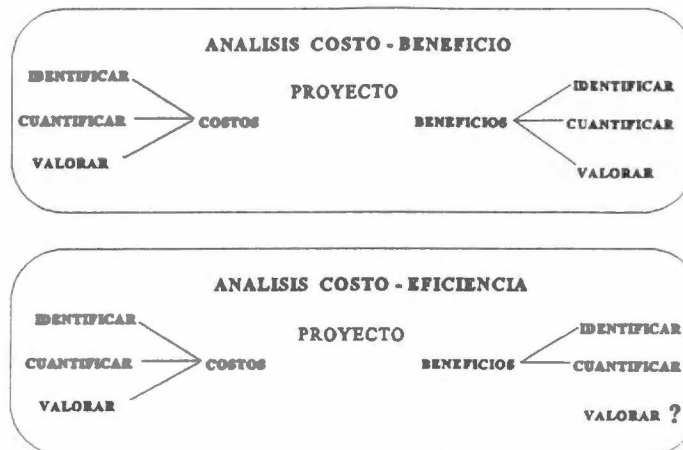 ANALISIS COSTO - BENEFICIO
IDENTIFICAR
PROYECTO
IDENTIFICAR
CUANTIFICAR
COSTOS
BENEFICIOS
CUANTIFICAR
VALORAR
VALORAR
ANALISIS COSTO - EFICIENCIA
IDENTIFICAR
PROYECTO
IDENTIFICAR
CUANTIFICAR
COSTOS
BENEFICIOS
CUANTIFICAR
VALORAR
VALORAR ?